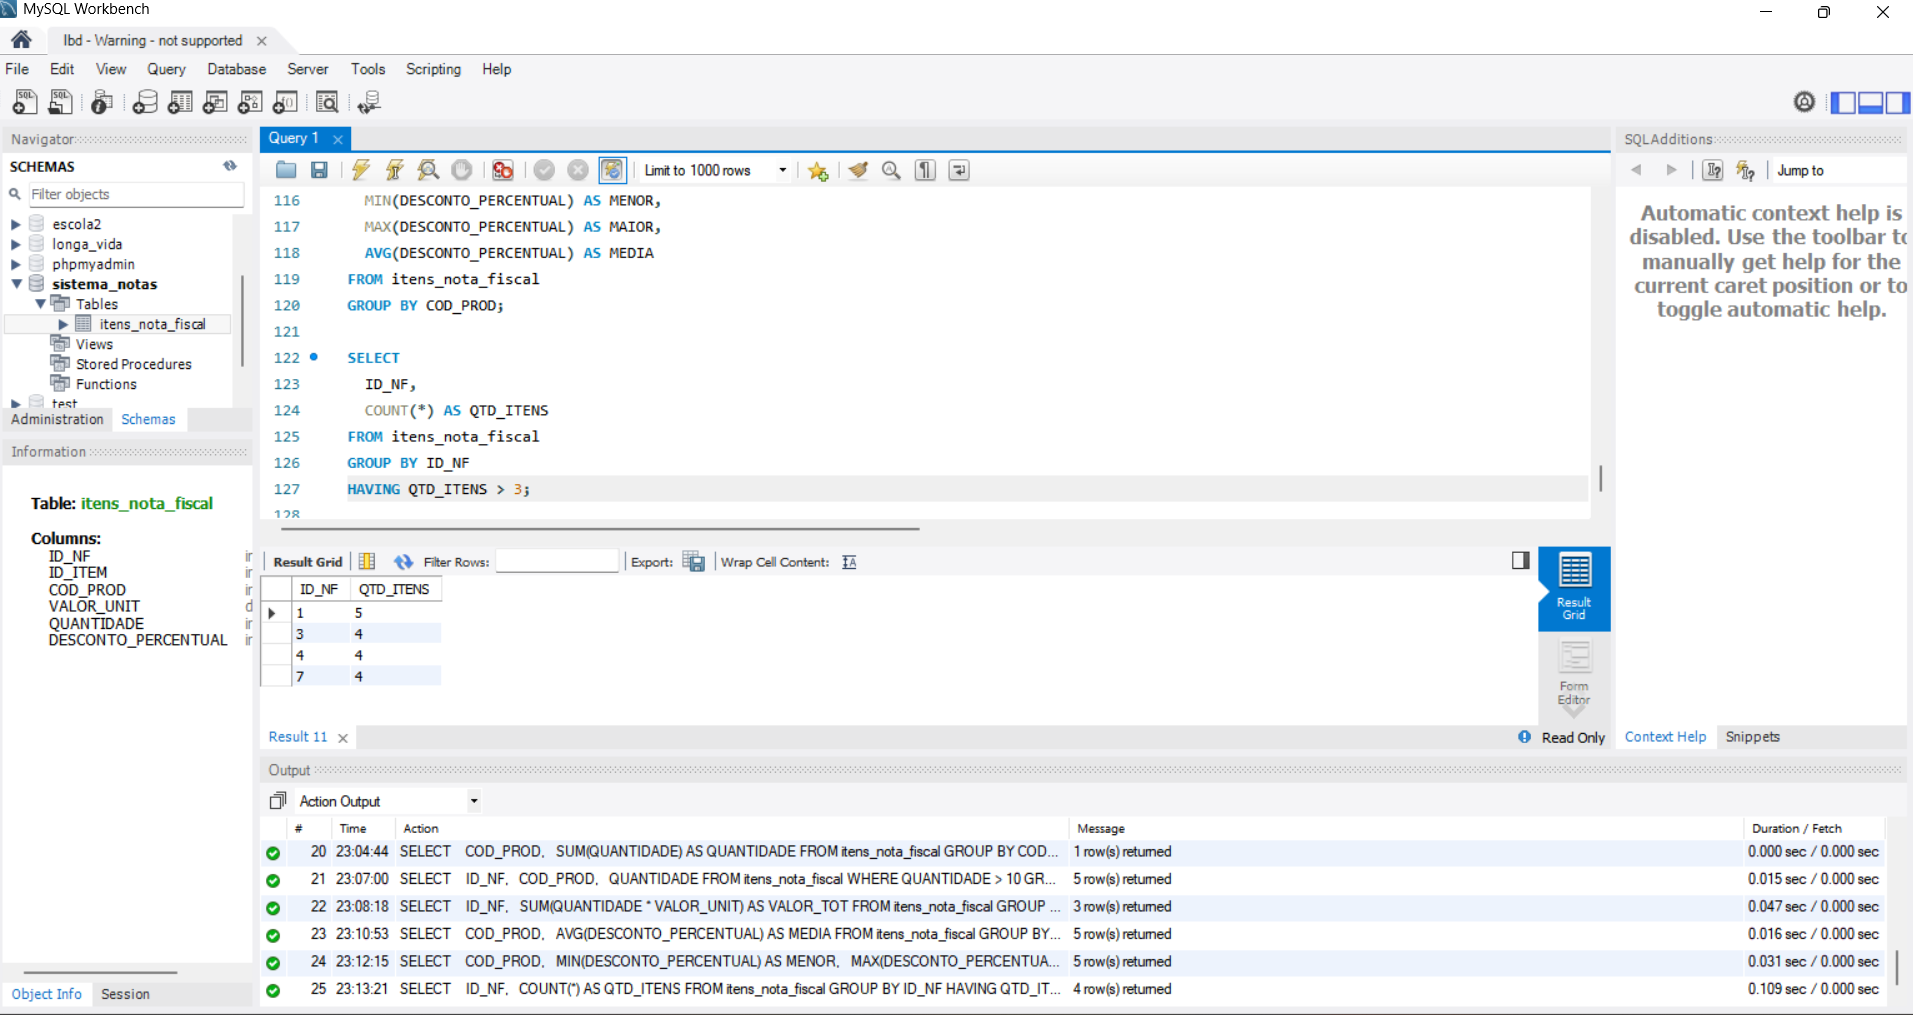 MySQL Workbench
lbd - Warning - not supported
File Edit View Query Database Server Tools Scripting Help
Navigator
SCHEMAS
Filter objects
escola2
longa_vida
phpmyadmin
sistema_notas
Tables
itens_nota_fiscal
Views
Stored Procedures
Functions
test
Administration Schemas
Information
Table: itens_nota_fiscal
Columns:
ID_NF
ID_ITEM
COD_PROD
VALOR_UNIT
QUANTIDADE
DESCONTO_PERCENTUAL
Object Info Session
Query 1
Limit to 1000 rows
116 MIN(DESCONTO_PERCENTUAL) AS MENOR,
117 MAX(DESCONTO_PERCENTUAL) AS MAIOR,
118 AVG(DESCONTO_PERCENTUAL) AS MEDIA
119 FROM itens_nota_fiscal
120 GROUP BY COD_PROD;
121
122 SELECT
123 ID_NF,
124 COUNT(*) AS QTD_ITENS
125 FROM itens_nota_fiscal
126 GROUP BY ID_NF
127 HAVING QTD_ITENS > 3;
128
Result Grid Filter Rows: Export: Wrap Cell Content:
ID_NF QTD_ITENS
1 5
3 4
4 4
7 4
Result Grid
Form Editor
Result 11 Read Only
SQLAdditions
Jump to
Automatic context help is
disabled. Use the toolbar to
manually get help for the
current caret position or to
toggle automatic help.
Context Help Snippets
Output
Action Output
# Time Action Message Duration / Fetch
20 23:04:44 SELECT COD_PROD, SUM(QUANTIDADE) AS QUANTIDADE FROM itens_nota_fiscal GROUP BY COD... 1 row(s) returned 0.000 sec / 0.000 sec
21 23:07:00 SELECT ID_NF, COD_PROD, QUANTIDADE FROM itens_nota_fiscal WHERE QUANTIDADE > 10 GR... 5 row(s) returned 0.015 sec / 0.000 sec
22 23:08:18 SELECT ID_NF, SUM(QUANTIDADE * VALOR_UNIT) AS VALOR_TOT FROM itens_nota_fiscal GROUP ... 3 row(s) returned 0.047 sec / 0.000 sec
23 23:10:53 SELECT COD_PROD, AVG(DESCONTO_PERCENTUAL) AS MEDIA FROM itens_nota_fiscal GROUP BY... 5 row(s) returned 0.016 sec / 0.000 sec
24 23:12:15 SELECT COD_PROD, MIN(DESCONTO_PERCENTUAL) AS MENOR, MAX(DESCONTO_PERCENTUA... 5 row(s) returned 0.031 sec / 0.000 sec
25 23:13:21 SELECT ID_NF, COUNT(*) AS QTD_ITENS FROM itens_nota_fiscal GROUP BY ID_NF HAVING QTD_IT... 4 row(s) returned 0.109 sec / 0.000 sec